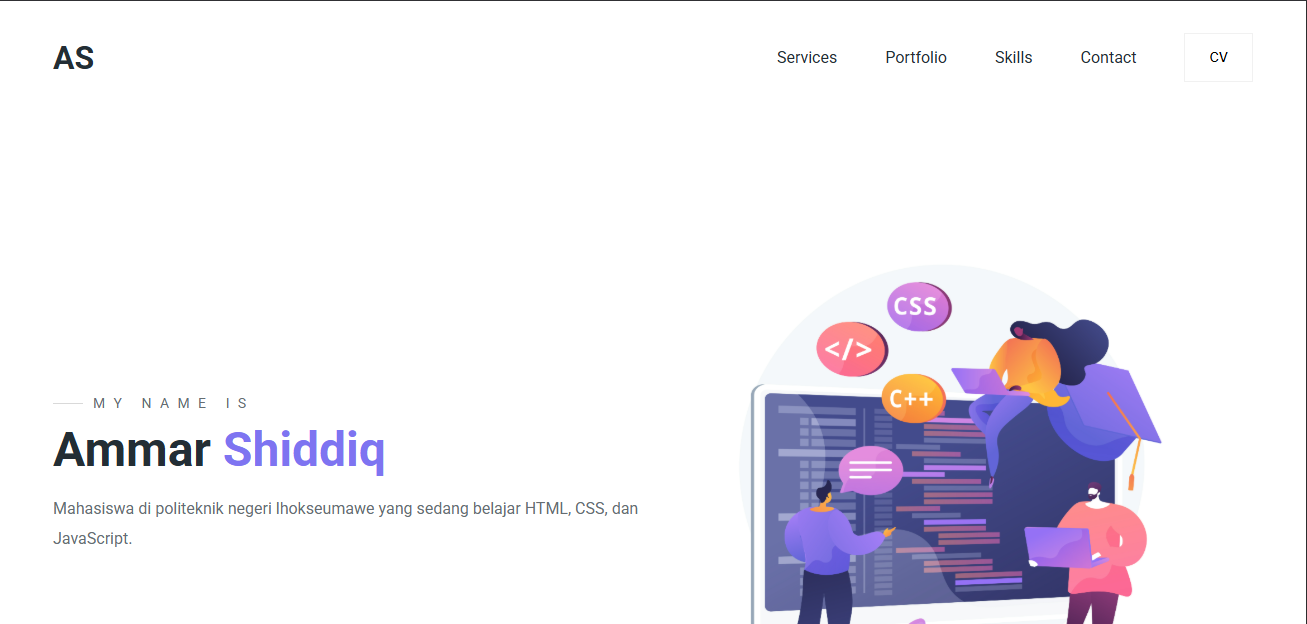 AS
Services Portfolio Skills Contact CV
CSS
</>
C++
MY NAME IS
Ammar Shiddiq
Mahasiswa di politeknik negeri lhokseumawe yang sedang belajar HTML, CSS, dan
JavaScript.